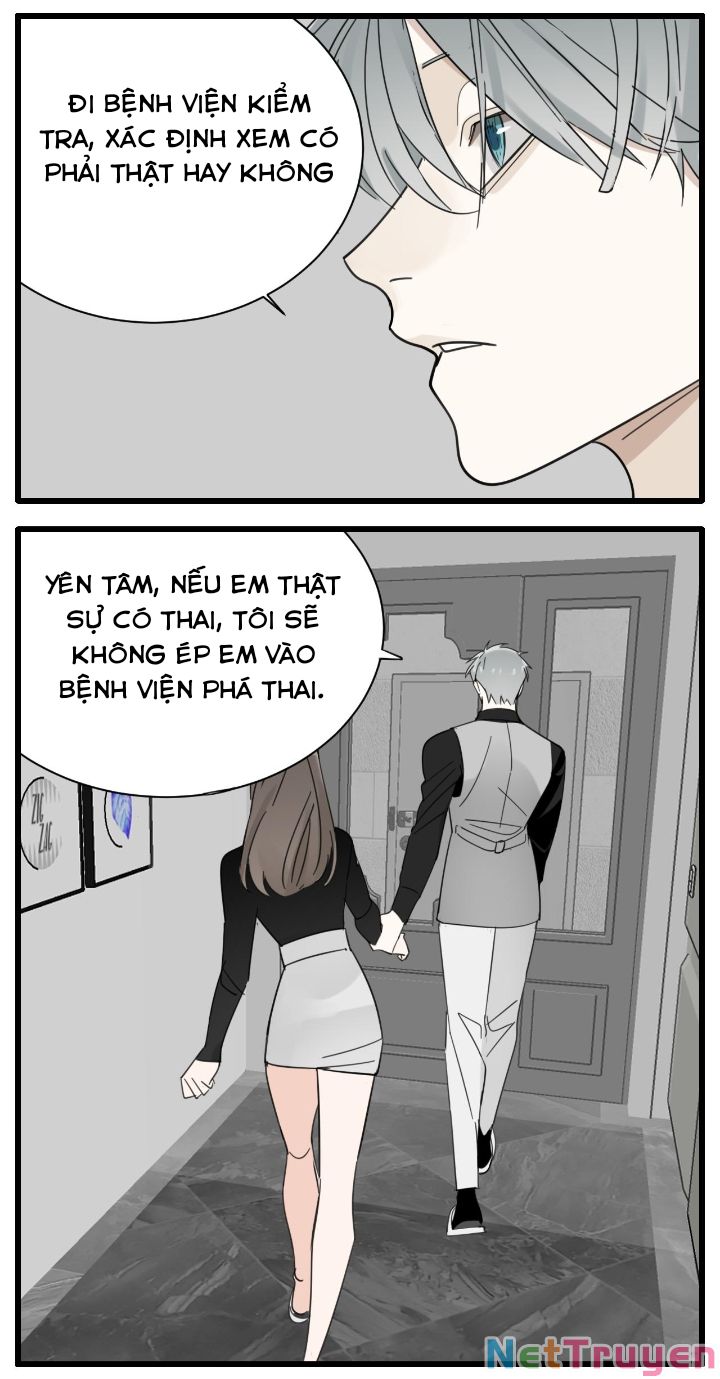 ĐI BỆNH VIỆN KIỂM
TRA, XÁC ĐỊNH XEM CÓ
PHẢI THẬT HAY KHÔNG
YÊN TÂM, NẾU EM THẬT
SỰ CÓ THAI, TÔI SẼ
KHÔNG ÉP EM VÀO
BỆNH VIỆN PHÁ THAI.
ZIG
ZAG
NETTRUYEN